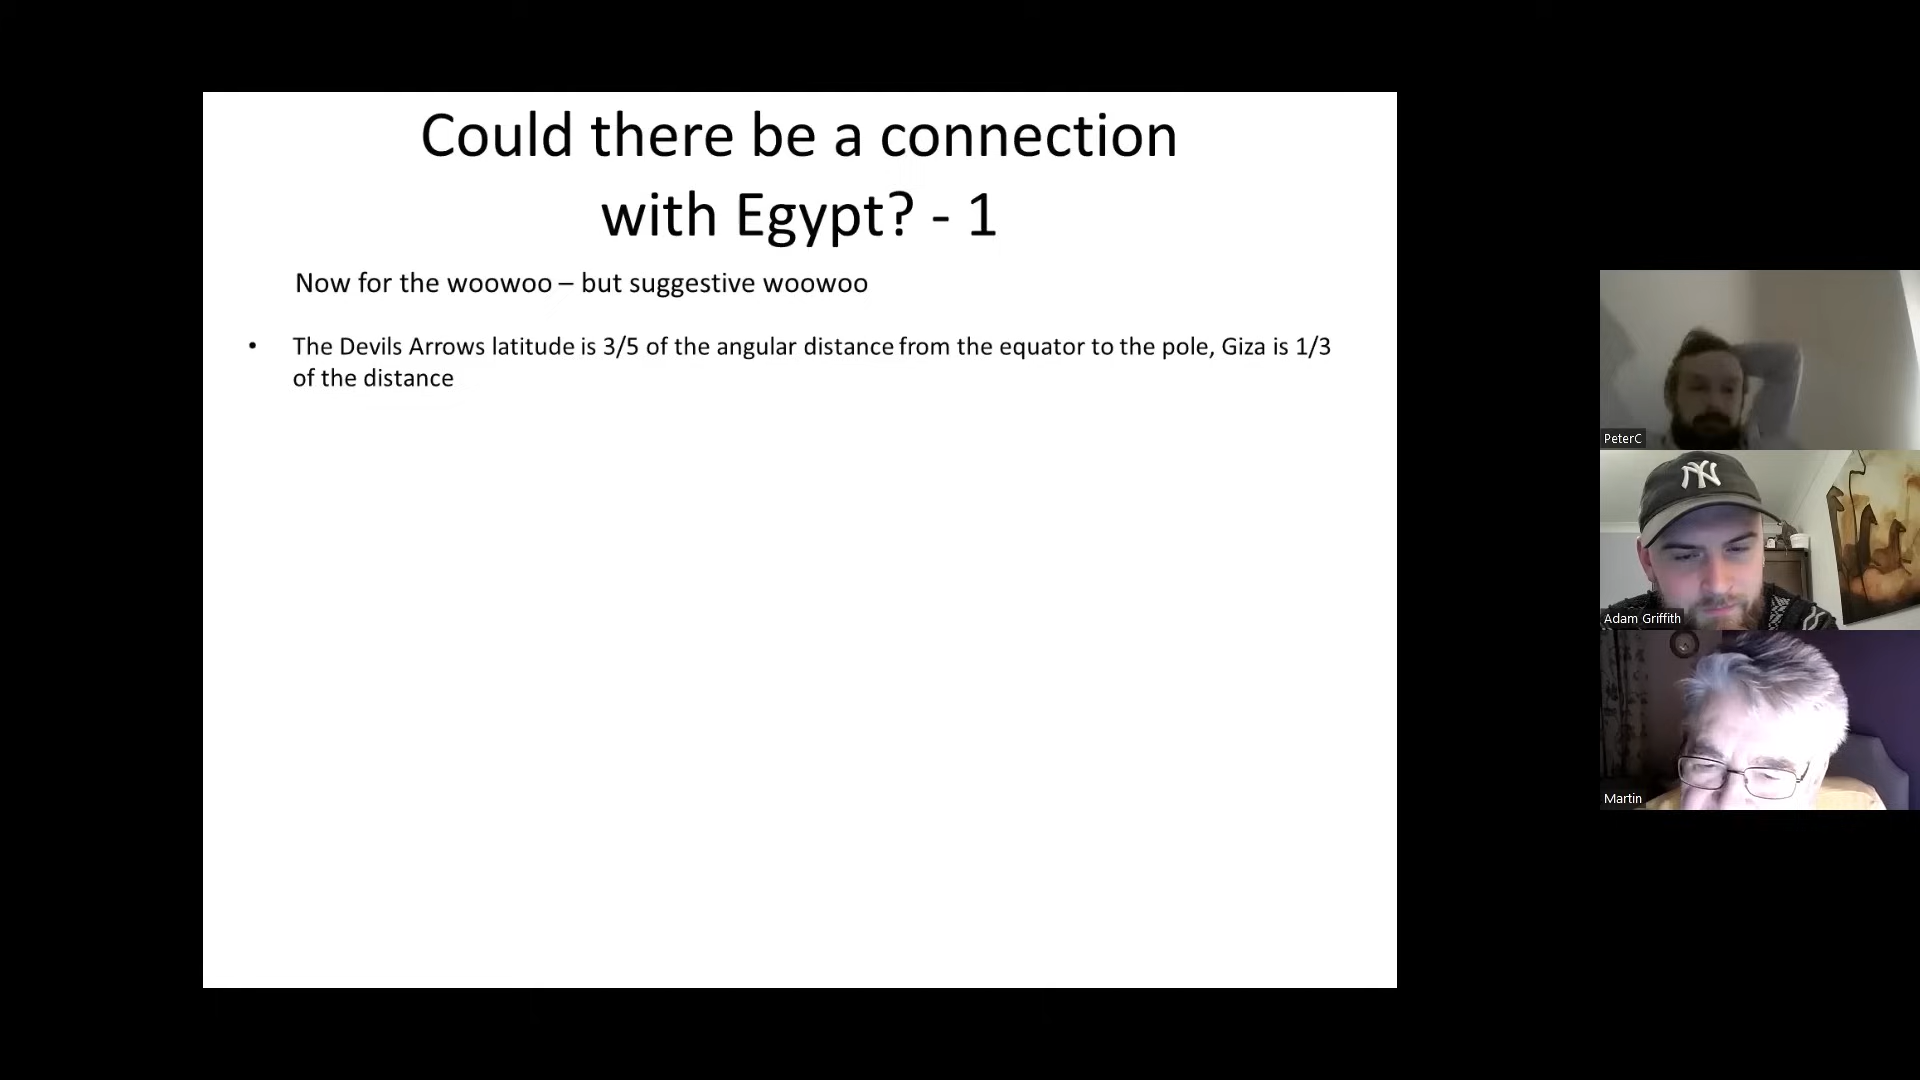 Could there be a connection
with Egypt? - 1
Now for the woowoo – but suggestive woowoo
• The Devils Arrows latitude is 3/5 of the angular distance from the equator to the pole, Giza is 1/3
of the distance
PeterC
NY
Adam Griffith
Martin